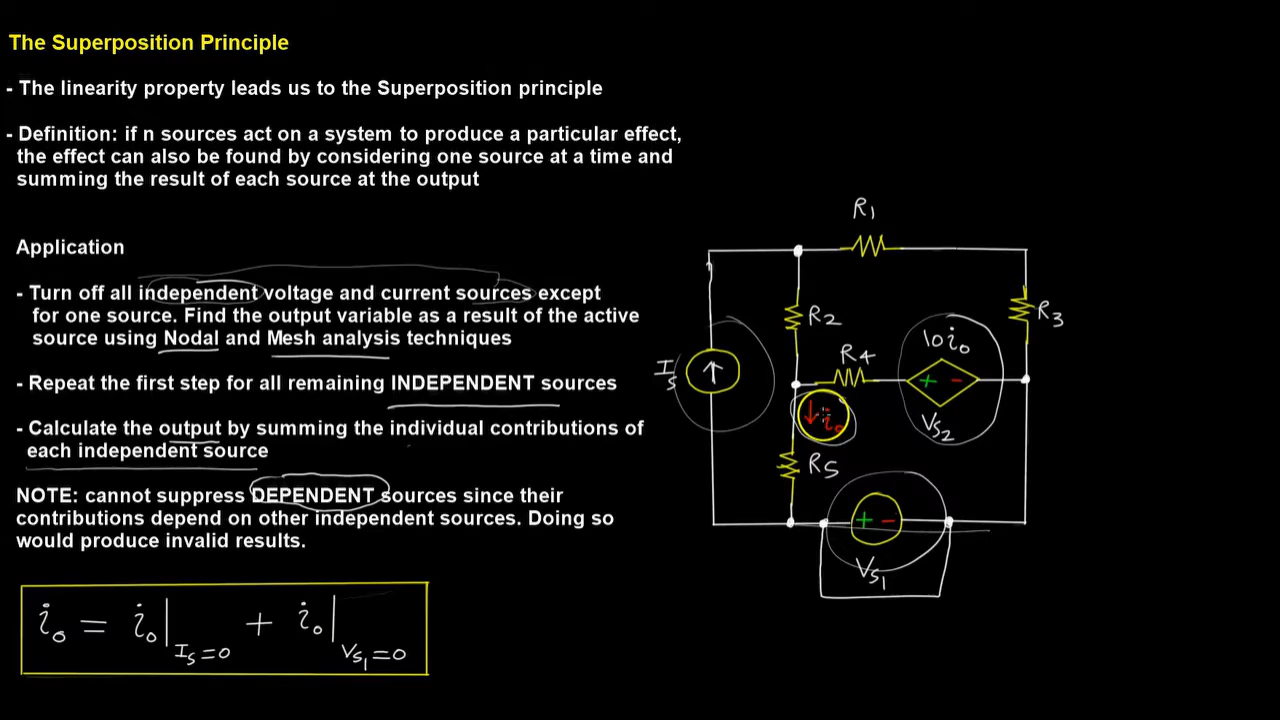 The Superposition Principle
- The linearity property leads us to the Superposition principle
- Definition: if n sources act on a system to produce a particular effect,
the effect can also be found by considering one source at a time and
summing the result of each source at the output
Application
- Turn off all independent voltage and current sources except
for one source. Find the output variable as a result of the active
source using Nodal and Mesh analysis techniques
- Repeat the first step for all remaining INDEPENDENT sources
- Calculate the output by summing the individual contributions of
each independent source
NOTE: cannot suppress DEPENDENT sources since their
contributions depend on other independent sources. Doing so
would produce invalid results.
i₀ = i₀|Is=0 + i₀|Vs₁=0
R1
R2
R3
10i₀
R4
Is
+ -
↓i₀
Vs2
R5
+ -
Vs1